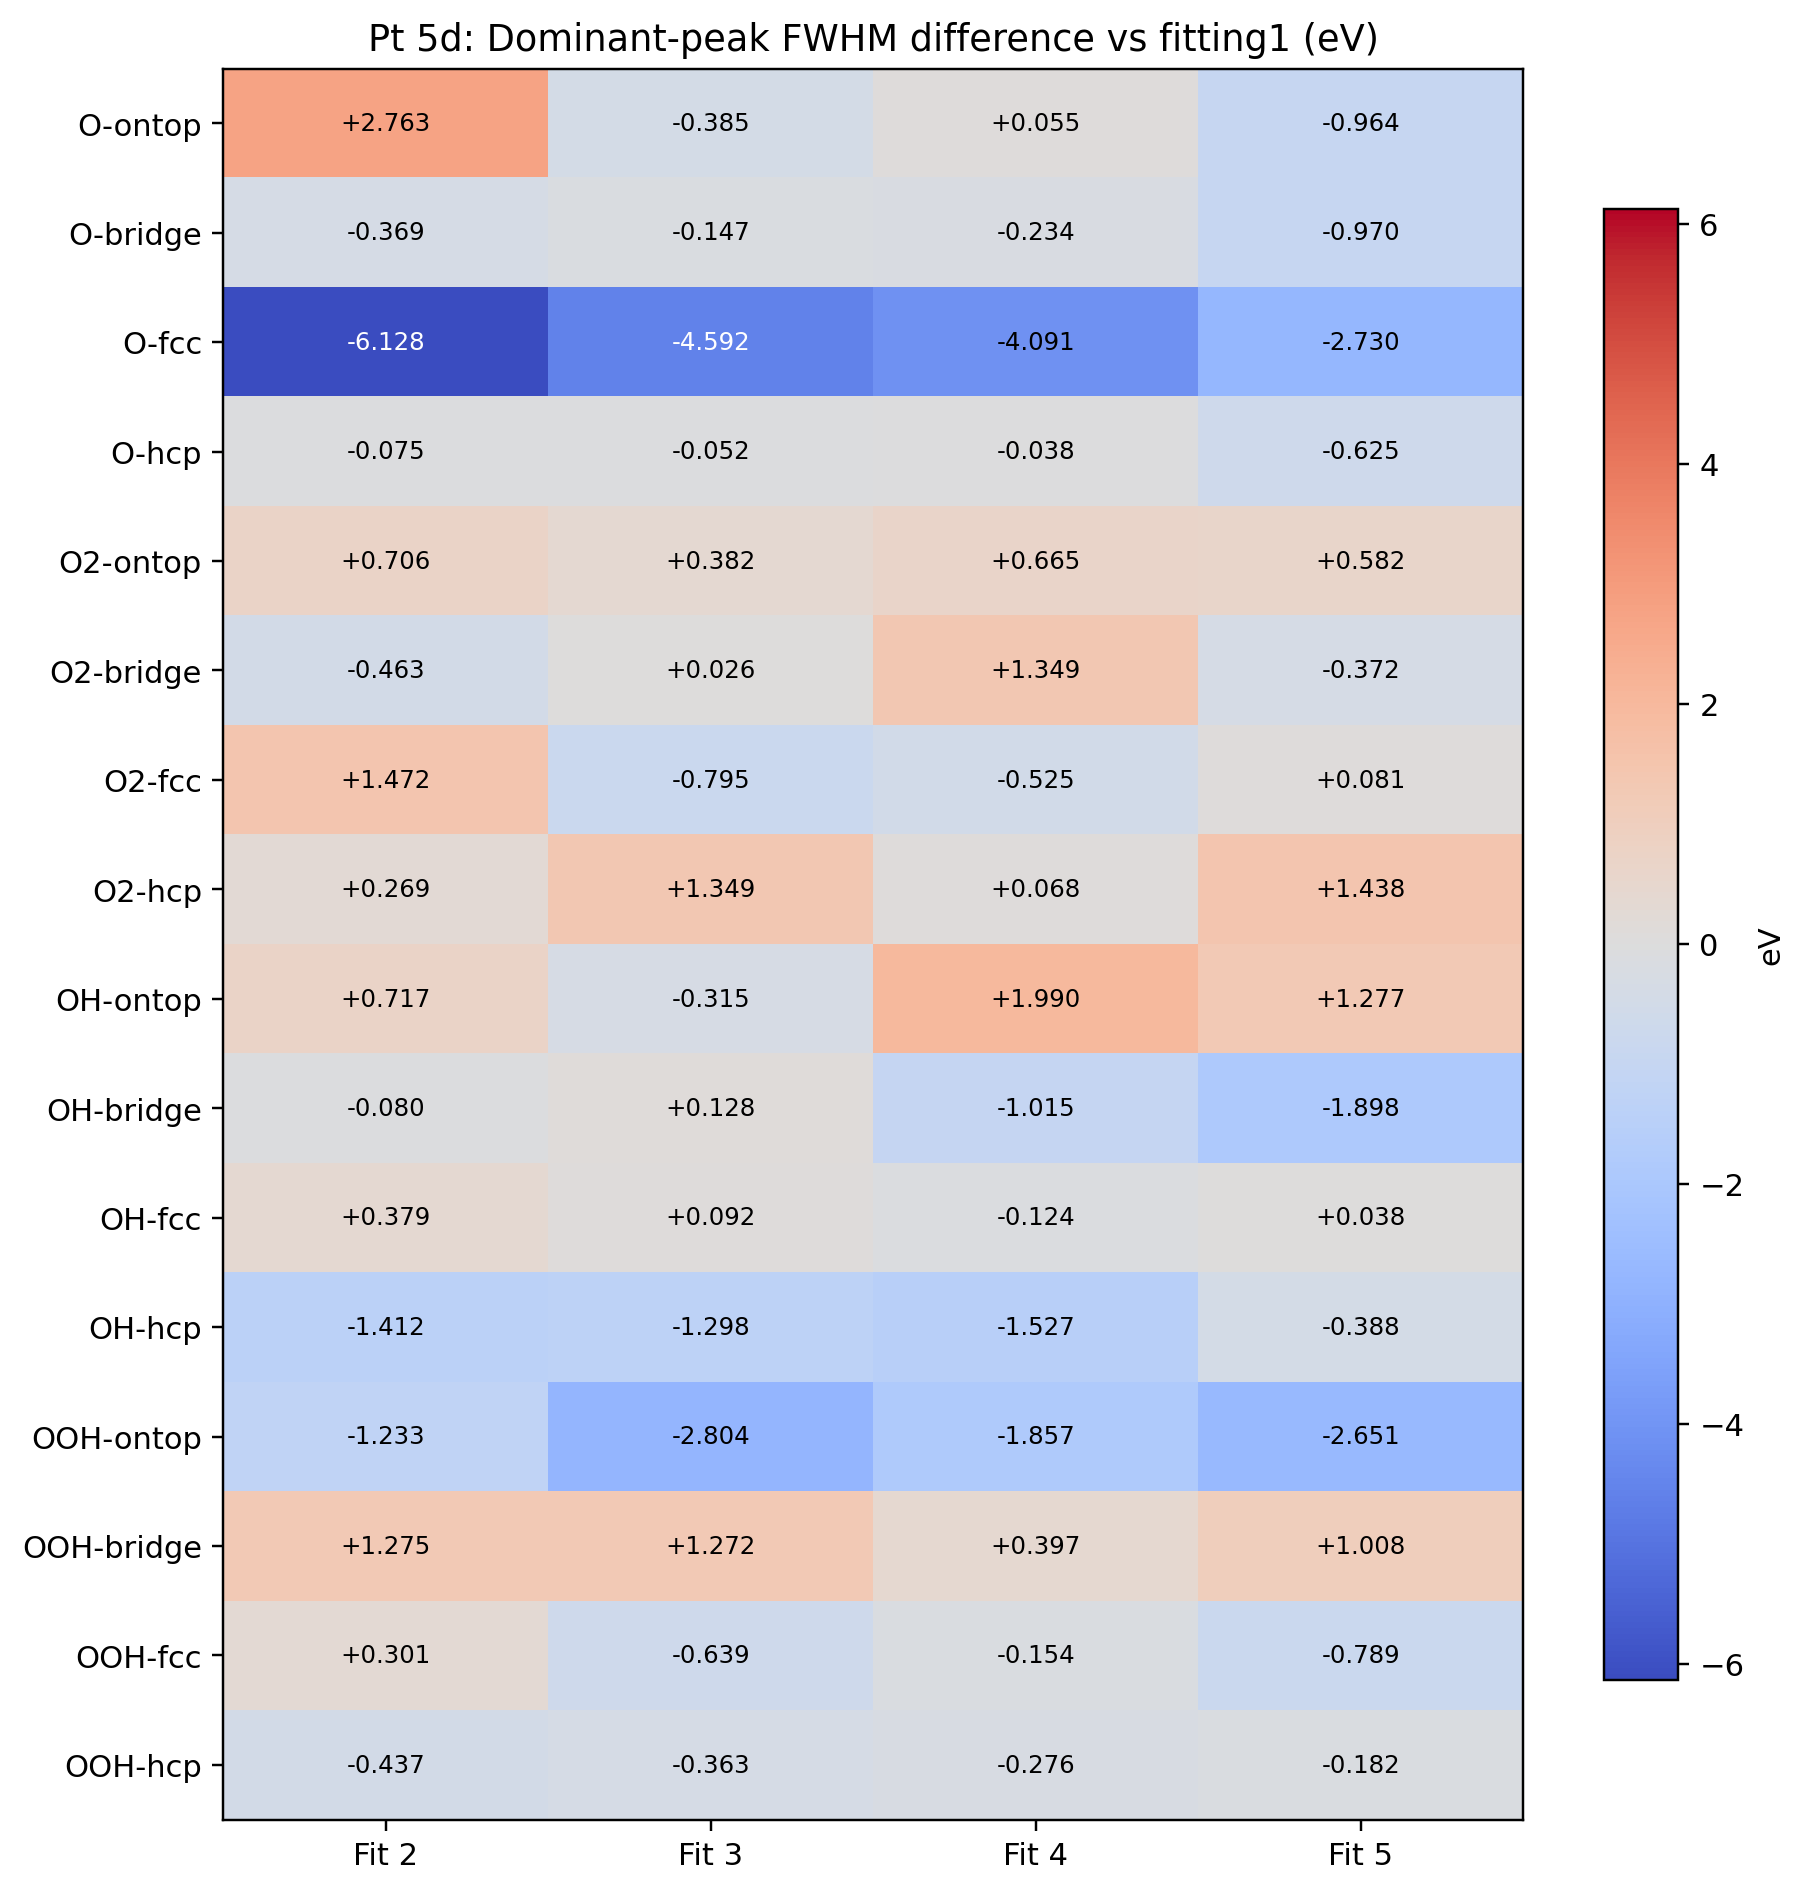 Pt 5d: Dominant-peak FWHM difference vs fitting1 (eV)
O-ontop +2.763 -0.385 +0.055 -0.964
O-bridge -0.369 -0.147 -0.234 -0.970
O-fcc -6.128 -4.592 -4.091 -2.730
O-hcp -0.075 -0.052 -0.038 -0.625
O2-ontop +0.706 +0.382 +0.665 +0.582
O2-bridge -0.463 +0.026 +1.349 -0.372
O2-fcc +1.472 -0.795 -0.525 +0.081
O2-hcp +0.269 +1.349 +0.068 +1.438
OH-ontop +0.717 -0.315 +1.990 +1.277
OH-bridge -0.080 +0.128 -1.015 -1.898
OH-fcc +0.379 +0.092 -0.124 +0.038
OH-hcp -1.412 -1.298 -1.527 -0.388
OOH-ontop -1.233 -2.804 -1.857 -2.651
OOH-bridge +1.275 +1.272 +0.397 +1.008
OOH-fcc +0.301 -0.639 -0.154 -0.789
OOH-hcp -0.437 -0.363 -0.276 -0.182
Fit 2 Fit 3 Fit 4 Fit 5
6
4
2
0
−2
−4
−6
eV